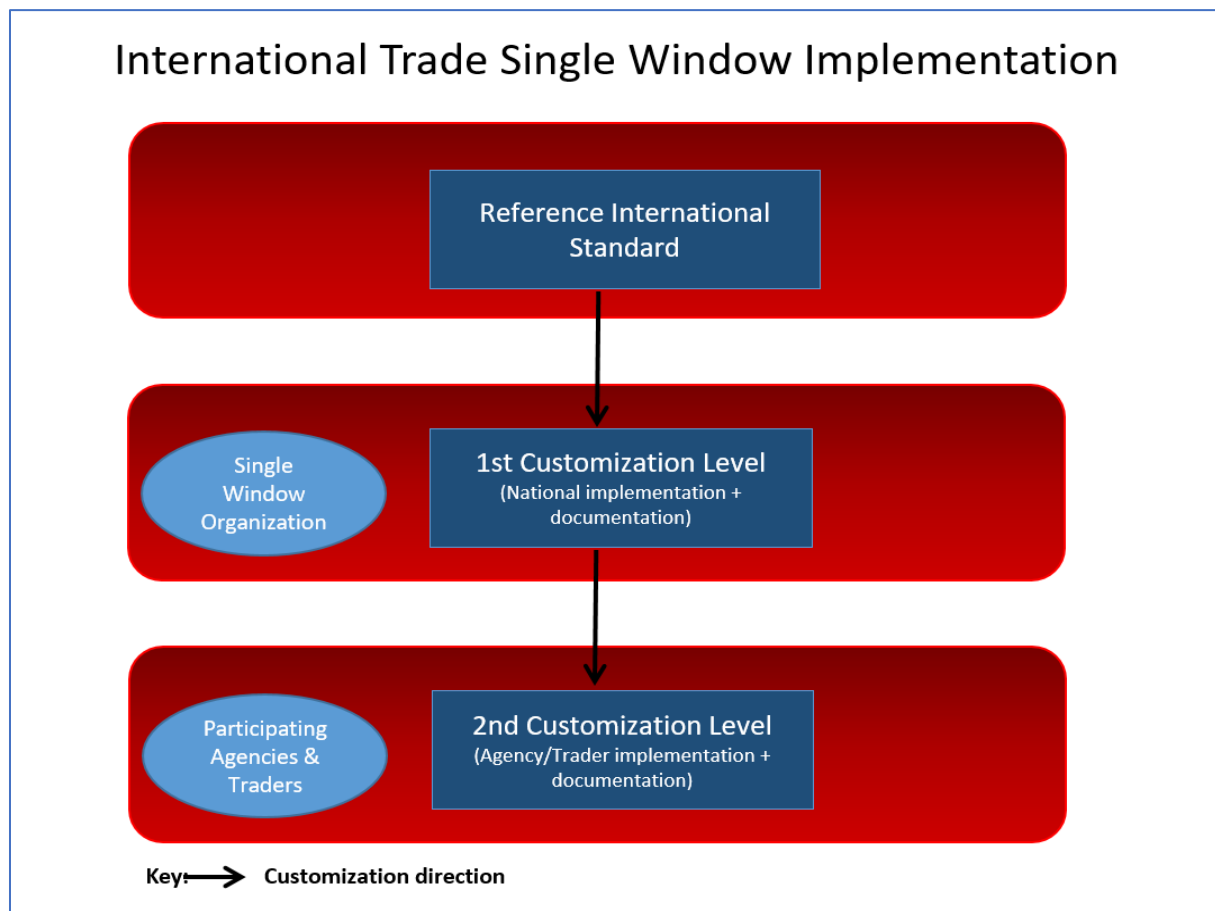 International Trade Single Window Implementation
Reference International
Standard
Single
Window
Organization
1st Customization Level
(National implementation +
documentation)
Participating
Agencies &
Traders
2nd Customization Level
(Agency/Trader implementation +
documentation)
Key: Customization direction